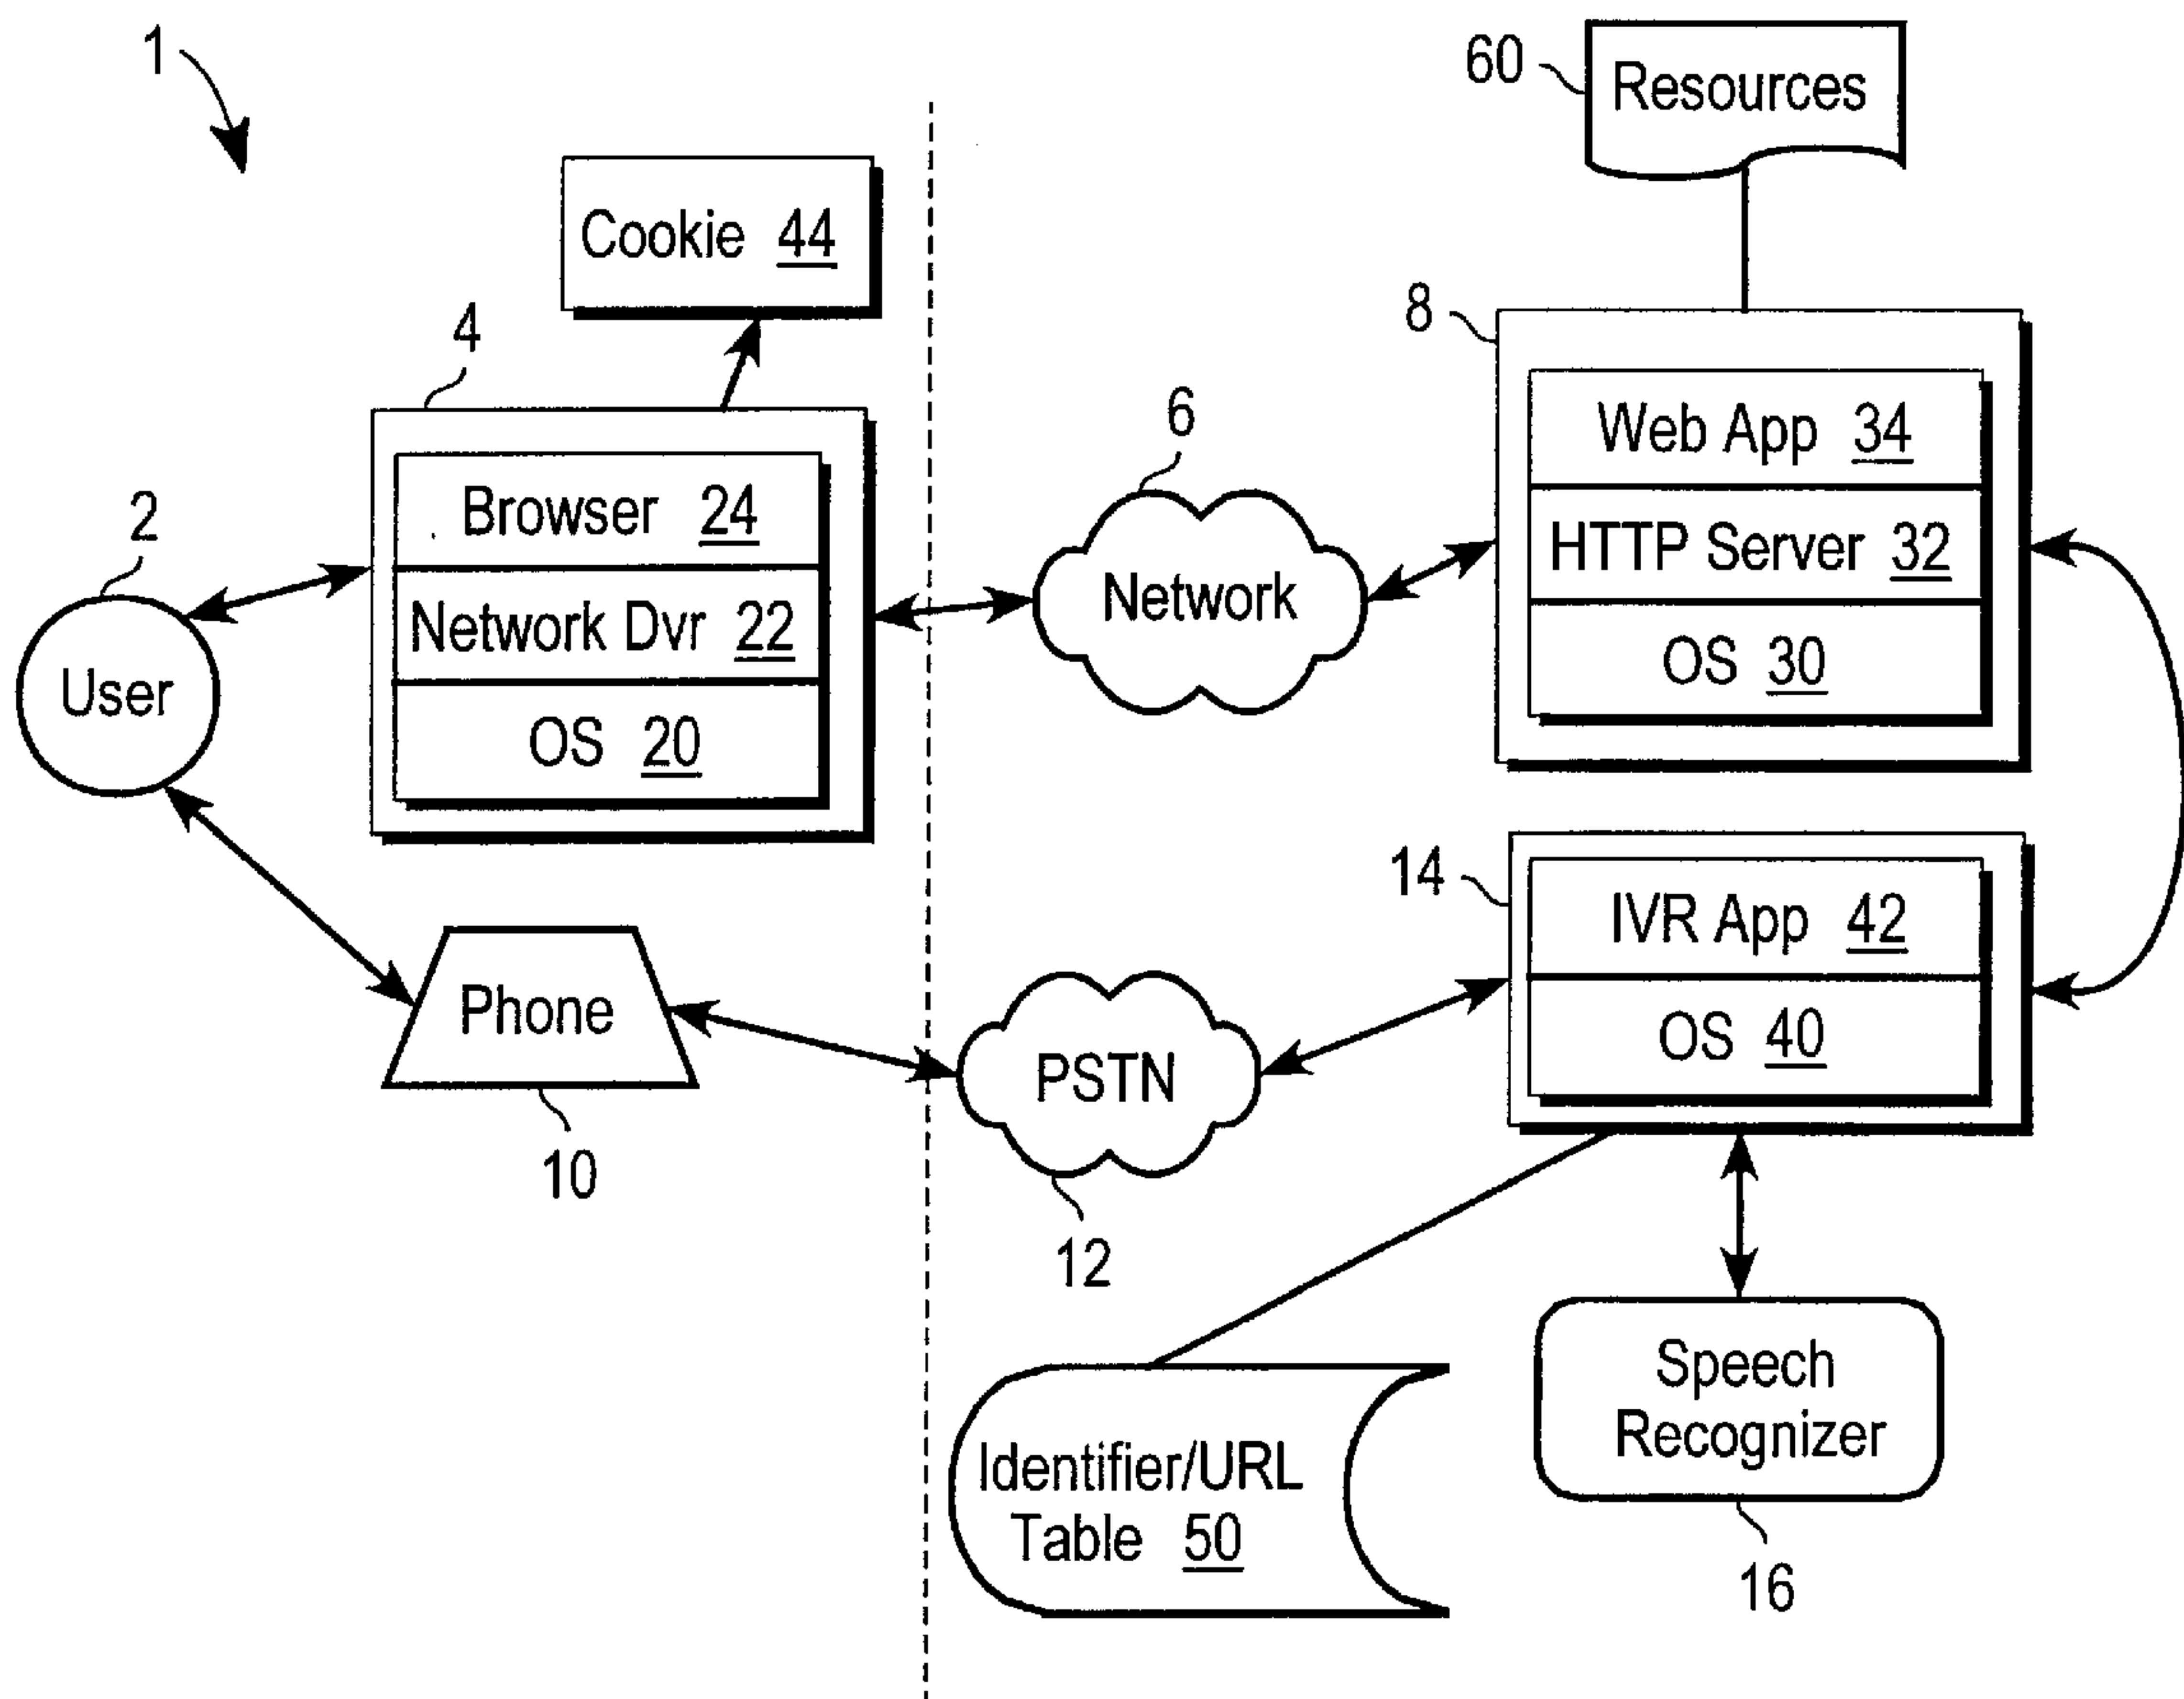 1
60
Resources
Cookie 44
4
8
Web App 34
6
Browser 24
2
HTTP Server 32
Network
Network Dvr 22
OS 30
User
OS 20
14
IVR App 42
Phone
OS 40
PSTN
10
12
Speech
Recognizer
Identifier/URL
Table 50
16